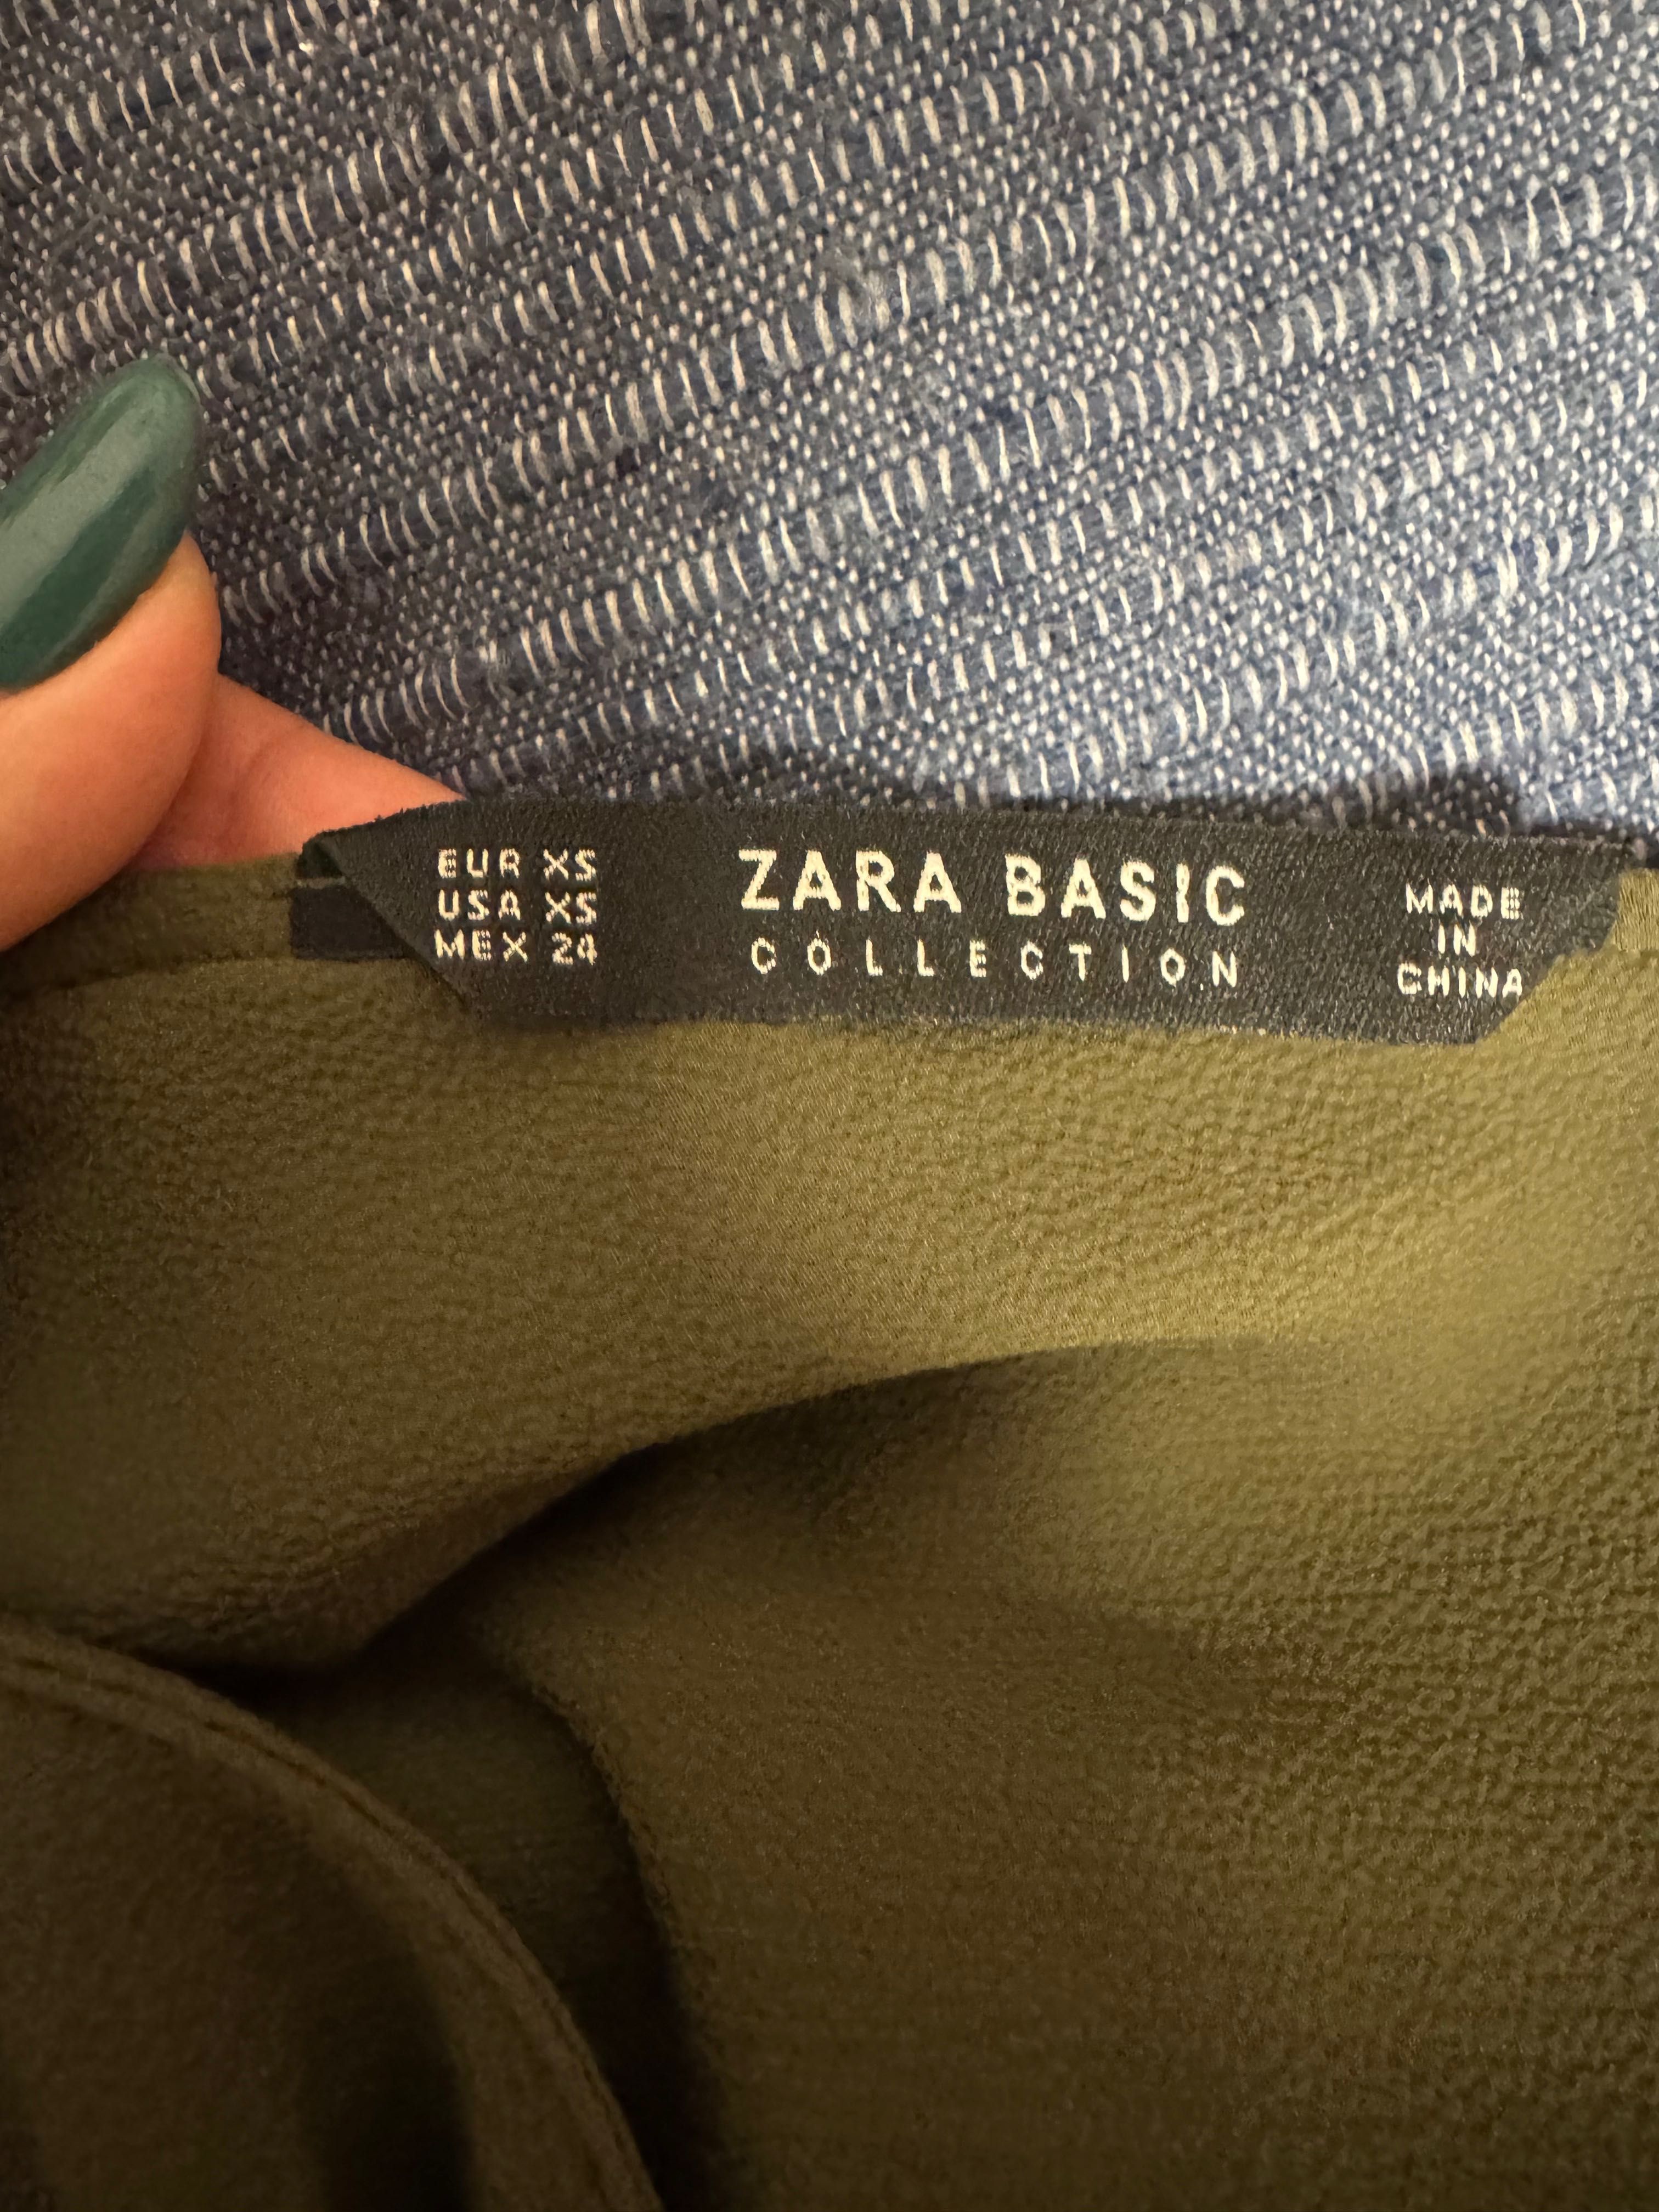 EUR XS
USA XS
MEX 24
ZARA BASIC
COLLECTION
MADE
IN
CHINA